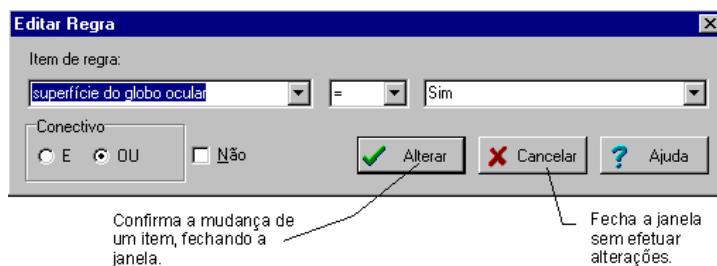 Editar Regra
Item de regra:
superfície do globo ocular = Sim
Conectivo
E OU Não Alterar Cancelar ? Ajuda
Confirma a mudança de
um item, fechando a
janela.
Fecha a janela
sem efetuar
alterações.